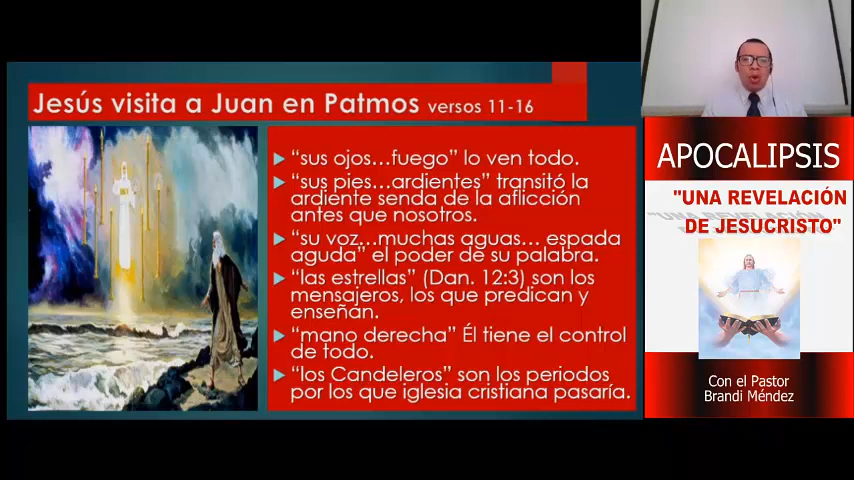 Jesús visita a Juan en Patmos versos 11-16
"sus ojos...fuego" lo ven todo.
"sus pies...ardientes" transitó la
ardiente senda de la aflicción
antes que nosotros.
"su voz...muchas aguas... espada
aguda" el poder de su palabra.
"las estrellas" (Dan. 12:3) son los
mensajeros, los que predican y
enseñan.
"mano derecha" Él tiene el control
de todo.
"los Candeleros" son los periodos
por los que iglesia cristiana pasaría.
APOCALIPSIS
"UNA REVELACIÓN
DE JESUCRISTO"
Con el Pastor
Brandi Méndez